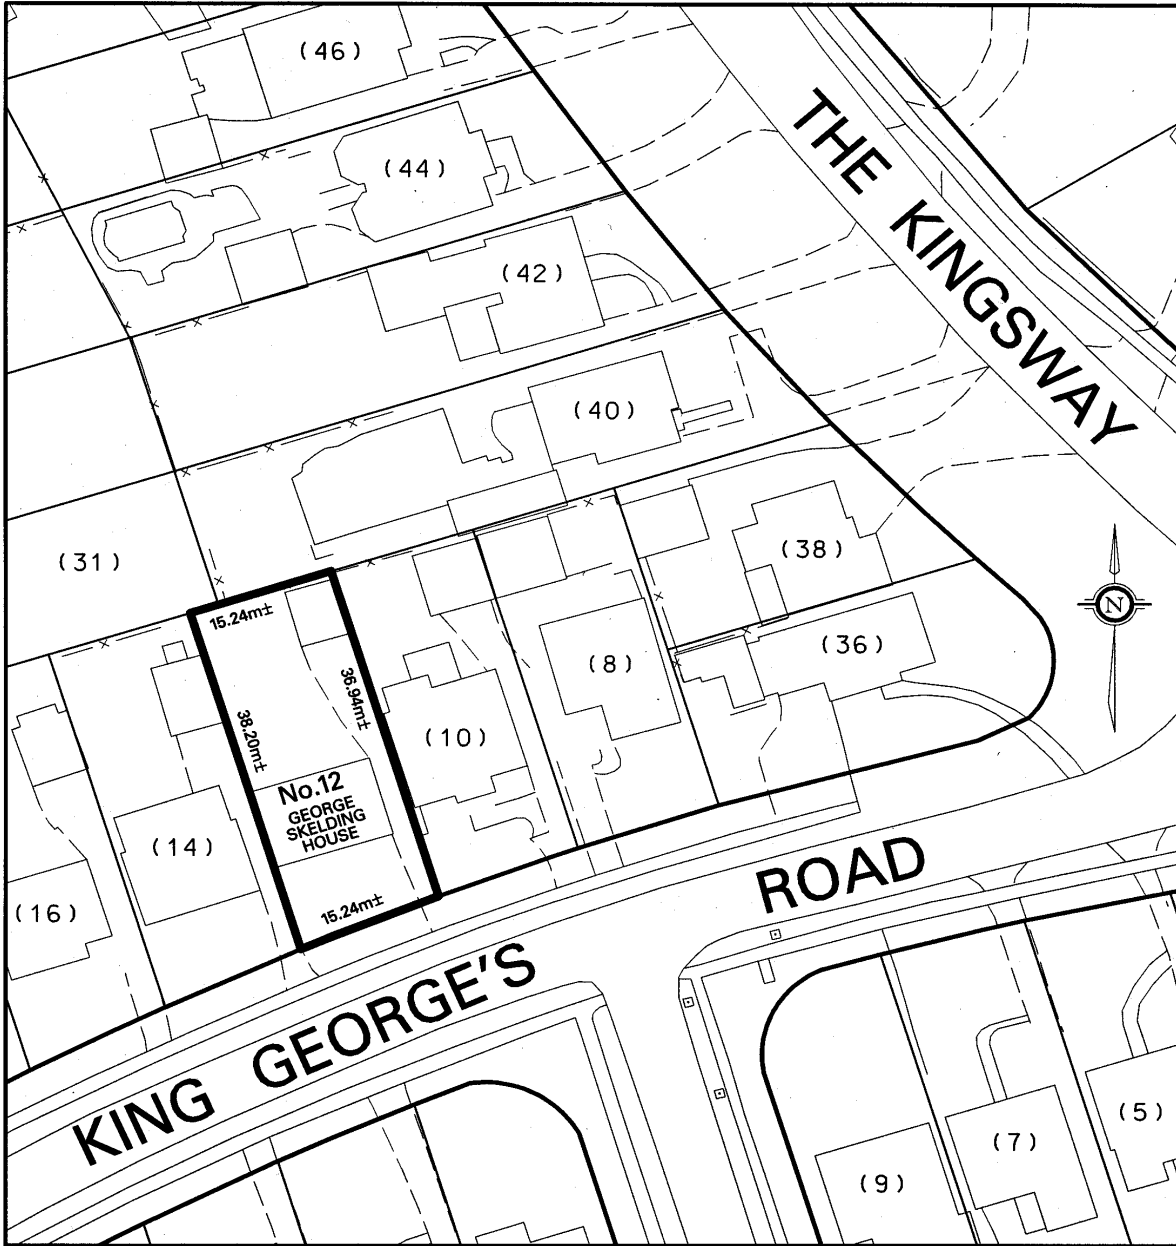 (46)
(44)
THE KINGSWAY
(42)
(40)
(31)
(38)
N
15.24m±
(36)
(8)
36.94m±
38.20m±
(10)
No.12
GEORGE
SKELDING
HOUSE
(14)
ROAD
(16)
15.24m±
KING GEORGE'S
(5)
(7)
(9)